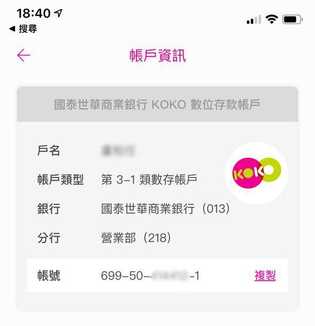 18:40
◀ 搜尋
帳戶資訊
國泰世華商業銀行 KOKO 數位存款帳戶
戶名
KOKO
帳戶類型 第 3-1 類數存帳戶
銀行 國泰世華商業銀行（013）
分行 營業部（218）
帳號 699-50- -1 複製